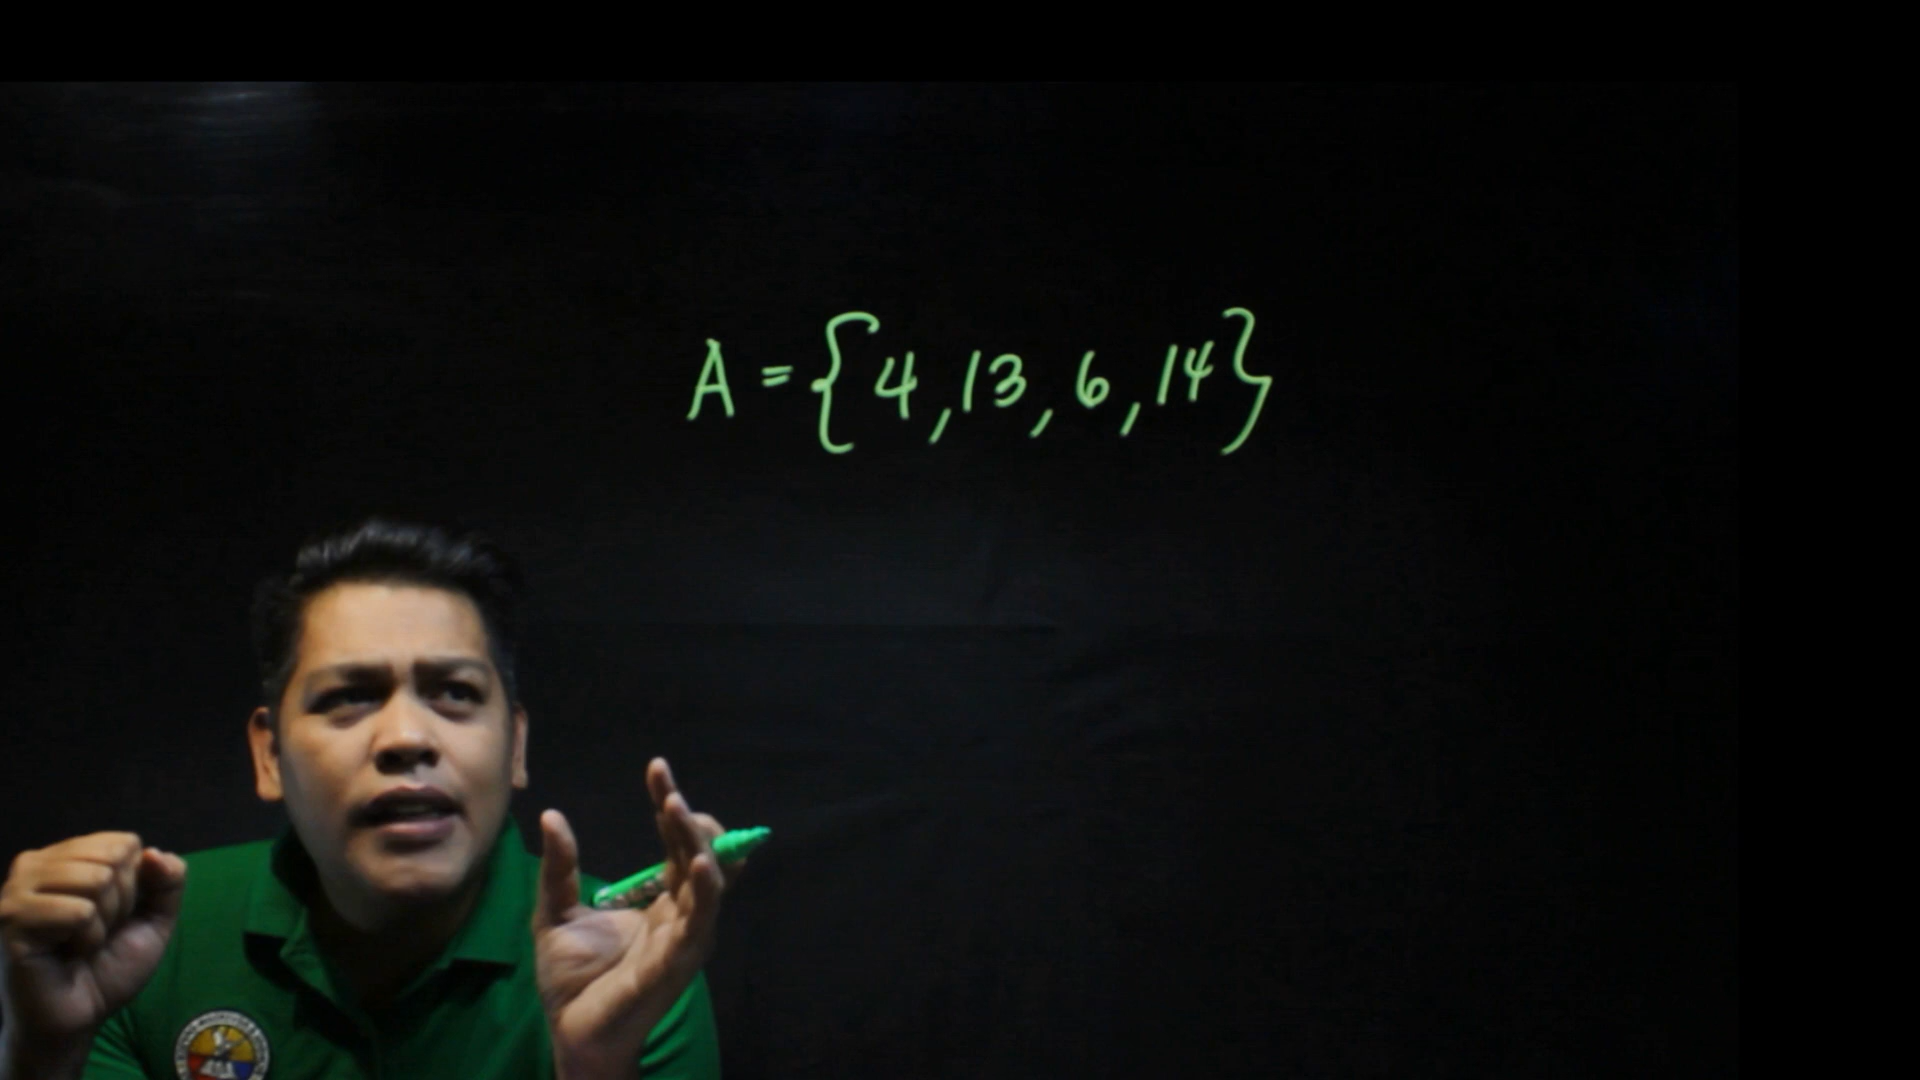 A = {4, 13, 6, 14}